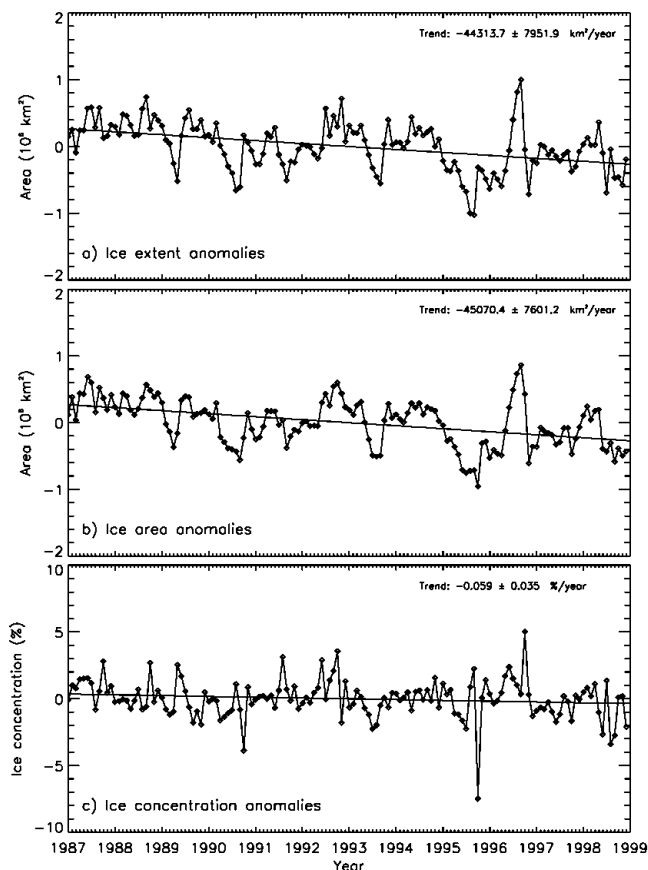 Trend: -44313.7 ± 7951.9 km²/year
2
1
0
-1
-2
Area (10⁶ km²)
a) Ice extent anomalies
Trend: -45070.4 ± 7601.2 km²/year
2
1
0
-1
-2
Area (10⁶ km²)
b) Ice area anomalies
Trend: -0.059 ± 0.035 %/year
10
5
0
-5
-10
Ice concentration (%)
c) Ice concentration anomalies
1987 1988 1989 1990 1991 1992 1993 1994 1995 1996 1997 1998 1999
Year